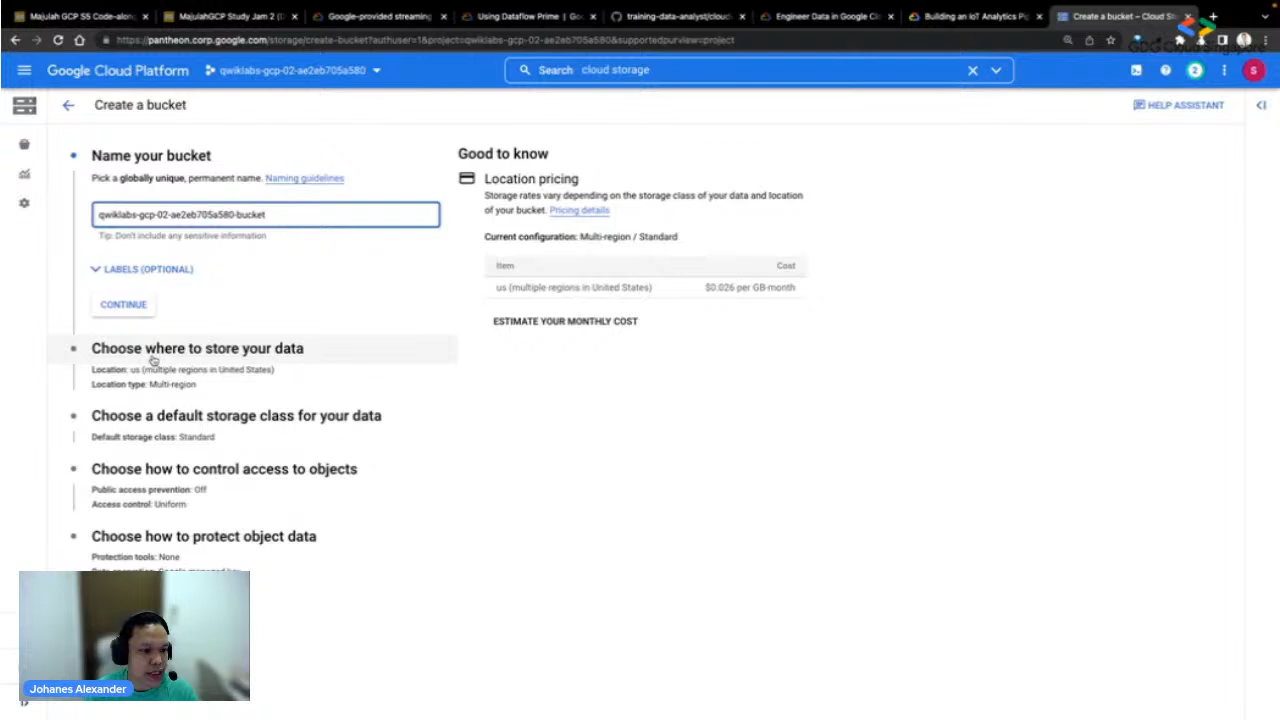 Majulah GCP S5 Code-along
MajulahGCP Study Jam 2 (D
Google-provided streaming
Using Dataflow Prime | Goo
training-data-analyst/cloud
Engineer Data in Google Cl
Building an IoT Analytics Pi
Create a bucket – Cloud St
https://pantheon.corp.google.com/storage/create-bucket?authuser=1&project=qwiklabs-gcp-02-ae2eb705a580&supportedpurview=project
GDG Cloud Singapore
Google Cloud Platform
qwiklabs-gcp-02-ae2eb705a580
Search cloud storage
2
S
Create a bucket
HELP ASSISTANT
Name your bucket
Pick a globally unique, permanent name. Naming guidelines
qwiklabs-gcp-02-ae2eb705a580-bucket
Tip: Don't include any sensitive information
LABELS (OPTIONAL)
CONTINUE
Choose where to store your data
Location: us (multiple regions in United States)
Location type: Multi-region
Choose a default storage class for your data
Default storage class: Standard
Choose how to control access to objects
Public access prevention: Off
Access control: Uniform
Choose how to protect object data
Protection tools: None
Good to know
Location pricing
Storage rates vary depending on the storage class of your data and location
of your bucket. Pricing details
Current configuration: Multi-region / Standard
Item Cost
us (multiple regions in United States) $0.026 per GB-month
ESTIMATE YOUR MONTHLY COST
Johanes Alexander